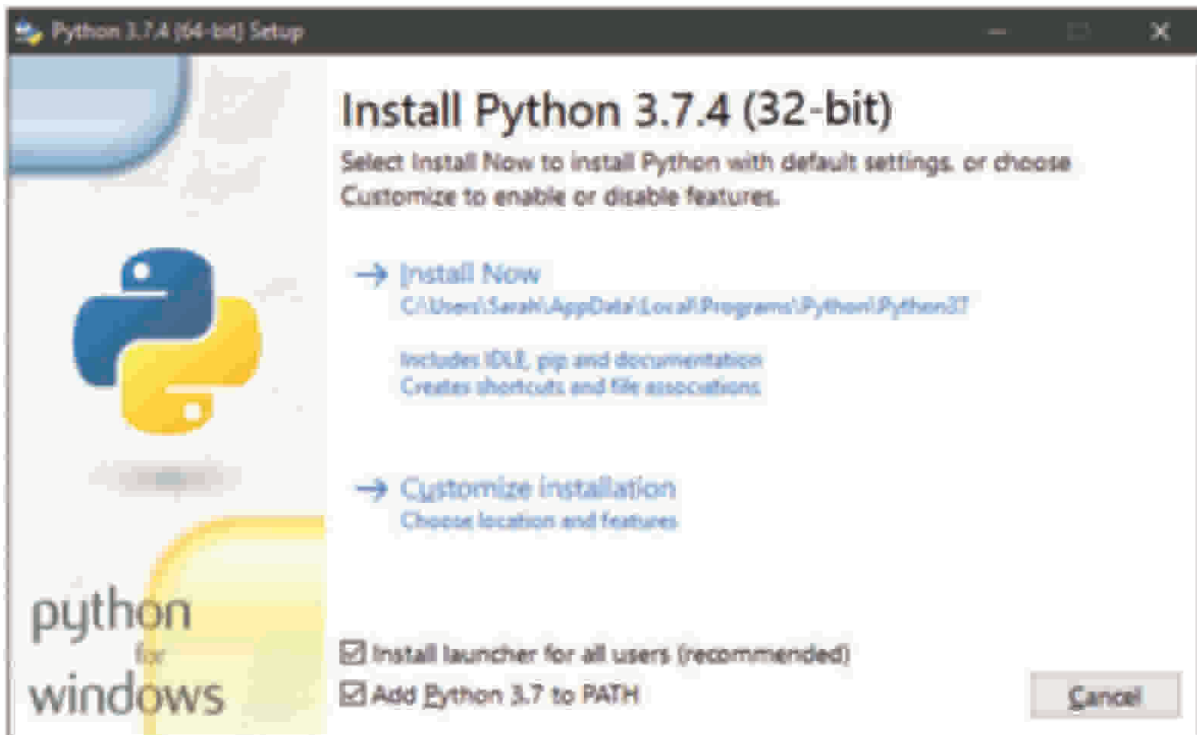 Python 3.7.4 (64-bit) Setup
Install Python 3.7.4 (32-bit)
Select Install Now to install Python with default settings, or choose
Customize to enable or disable features.
Install Now
C:\Users\Sarah\AppData\Local\Programs\Python\Python37
Includes IDLE, pip and documentation
Creates shortcuts and file associations
Customize installation
Choose location and features
python
for
windows
Install launcher for all users (recommended)
Add Python 3.7 to PATH
Cancel